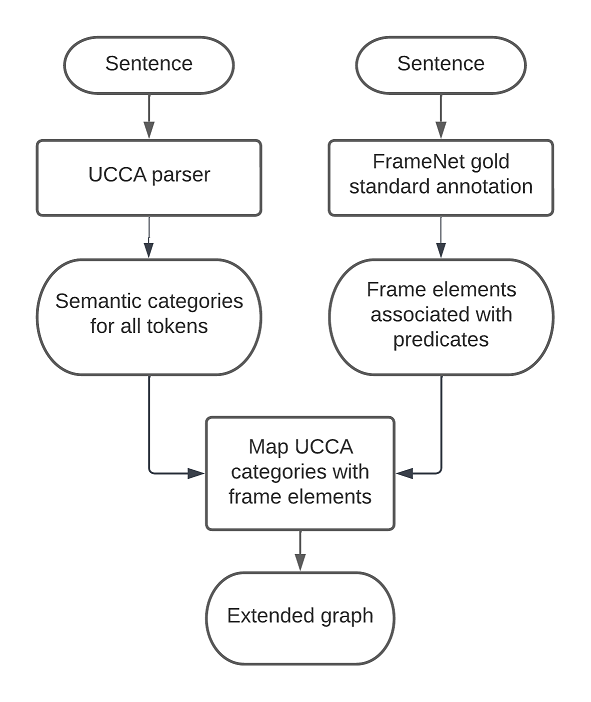 Sentence
Sentence
UCCA parser
FrameNet gold
standard annotation
Semantic categories
for all tokens
Frame elements
associated with
predicates
Map UCCA
categories with
frame elements
Extended graph